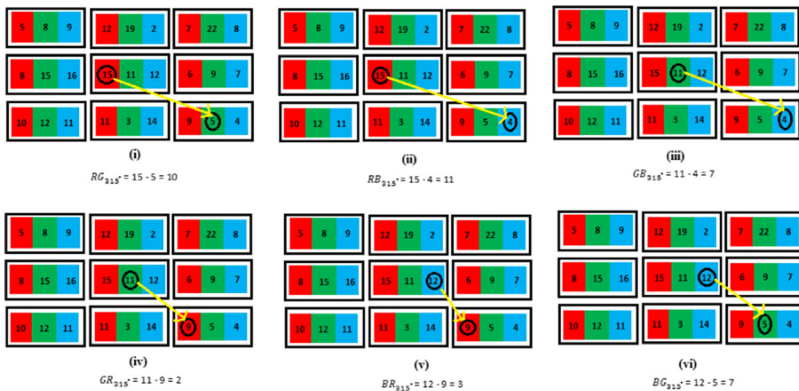 5 8 9 12 19 2 7 22 8
8 15 16 15 11 12 6 9 7
10 12 11 11 3 14 9 5 4
(i)
RG315° = 15 - 5 = 10
5 8 9 12 19 2 7 22 8
8 15 16 15 11 12 6 9 7
10 12 11 11 3 14 9 5 4
(ii)
RB315° = 15 - 4 = 11
5 8 9 12 19 2 7 22 8
8 15 16 15 11 12 6 9 7
10 12 11 11 3 14 9 5 4
(iii)
GB315° = 11 - 4 = 7
5 8 9 12 19 2 7 22 8
8 15 16 15 11 12 6 9 7
10 12 11 11 3 14 9 5 4
(iv)
GR315° = 11 - 9 = 2
5 8 9 12 19 2 7 22 8
8 15 16 15 11 12 6 9 7
10 12 11 11 3 14 9 5 4
(v)
BR315° = 12 - 9 = 3
5 8 9 12 19 2 7 22 8
8 15 16 15 11 12 6 9 7
10 12 11 11 3 14 9 5 4
(vi)
BG315° = 12 - 5 = 7